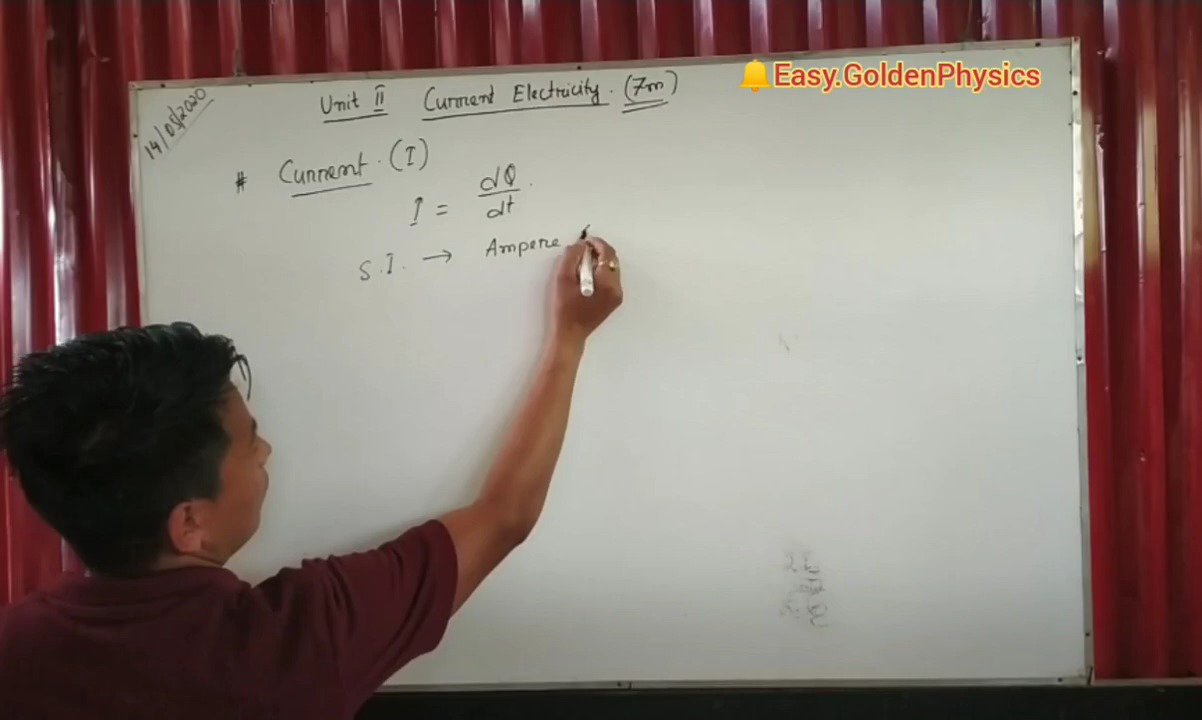 🔔Easy.GoldenPhysics
14/05/2020
Unit II Current Electricity. (7m)
# Current. (I)
I = dQ/dt.
S.I. → Ampere